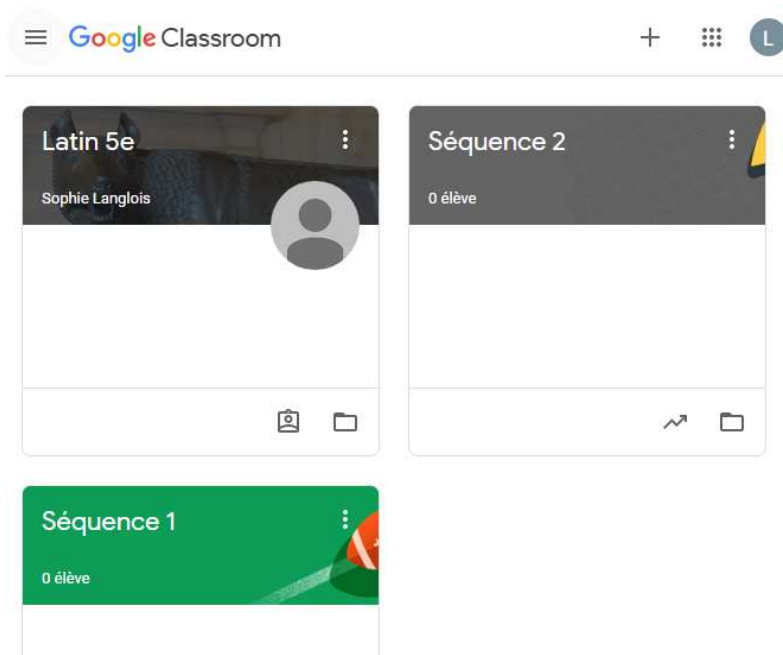 Google Classroom
L
Latin 5e
Sophie Langlois
Séquence 2
0 élève
Séquence 1
0 élève